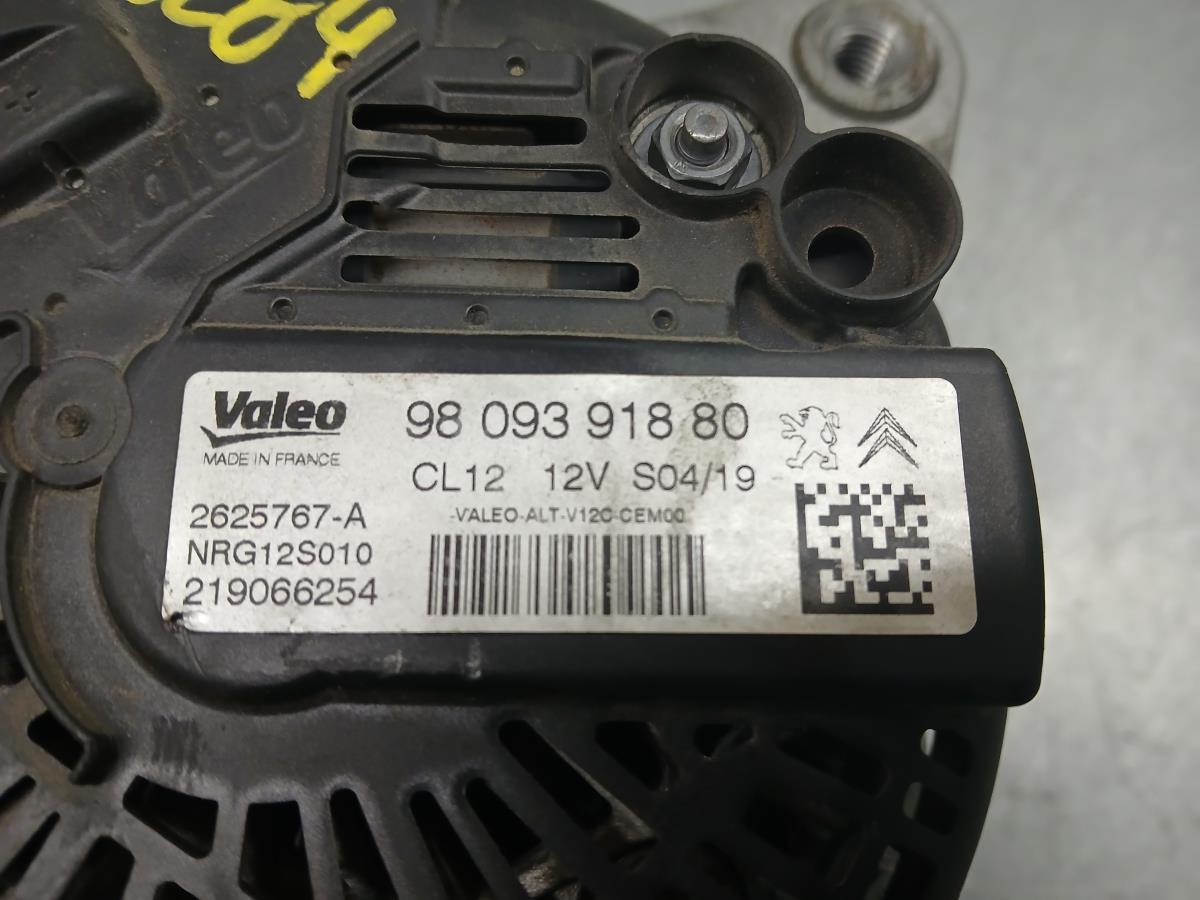 Valeo
Valeo
MADE IN FRANCE
98 093 918 80
CL12 12V S04/19
2625767-A
-VALEO-ALT-V12C-CEM00
NRG12S010
219066254